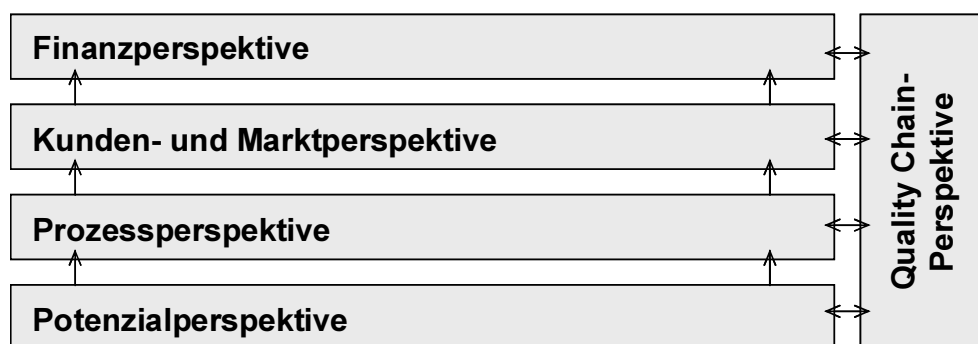 Finanzperspektive
Kunden- und Marktperspektive
Prozessperspektive
Potenzialperspektive
Quality Chain-
Perspektive